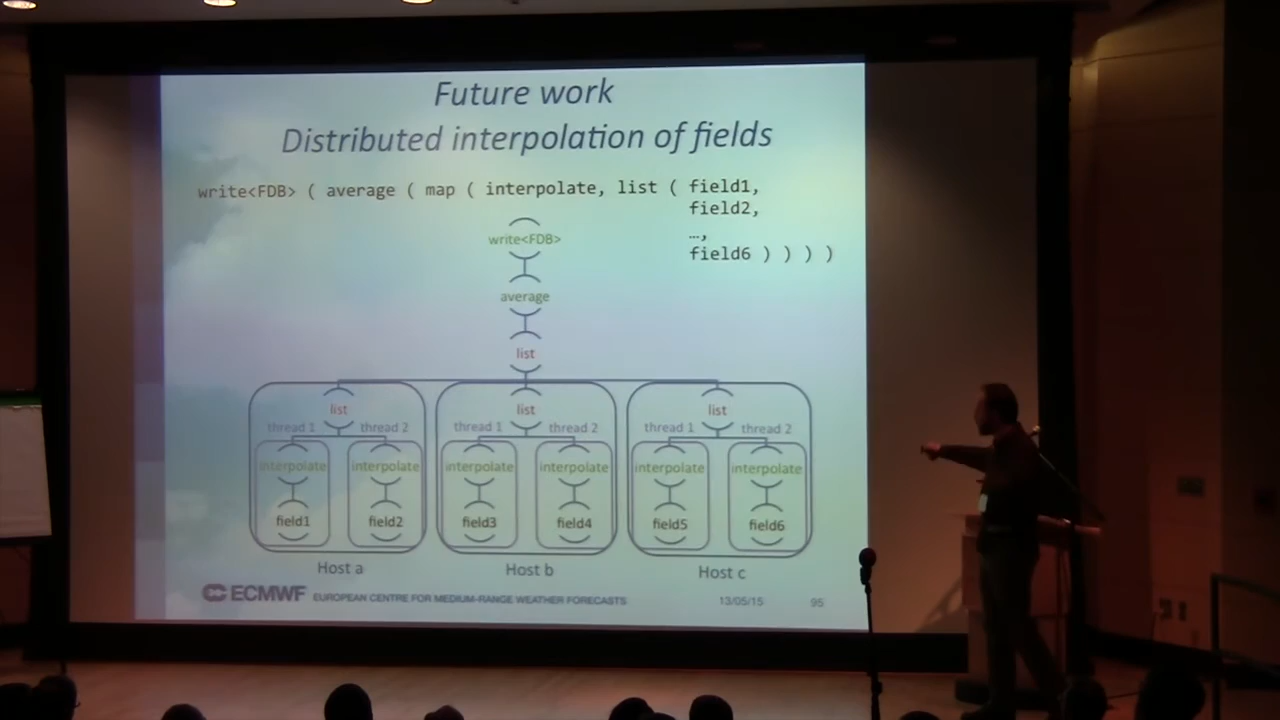 Future work
Distributed interpolation of fields
write<FDB> ( average ( map ( interpolate, list ( field1,
field2,
…,
field6 ) ) ) )
write<FDB>
average
list
list list list
thread 1 thread 2 thread 1 thread 2 thread 1 thread 2
interpolate interpolate interpolate interpolate interpolate interpolate
field1 field2 field3 field4 field5 field6
Host a Host b Host c
ECMWF EUROPEAN CENTRE FOR MEDIUM-RANGE WEATHER FORECASTS 13/05/15 95